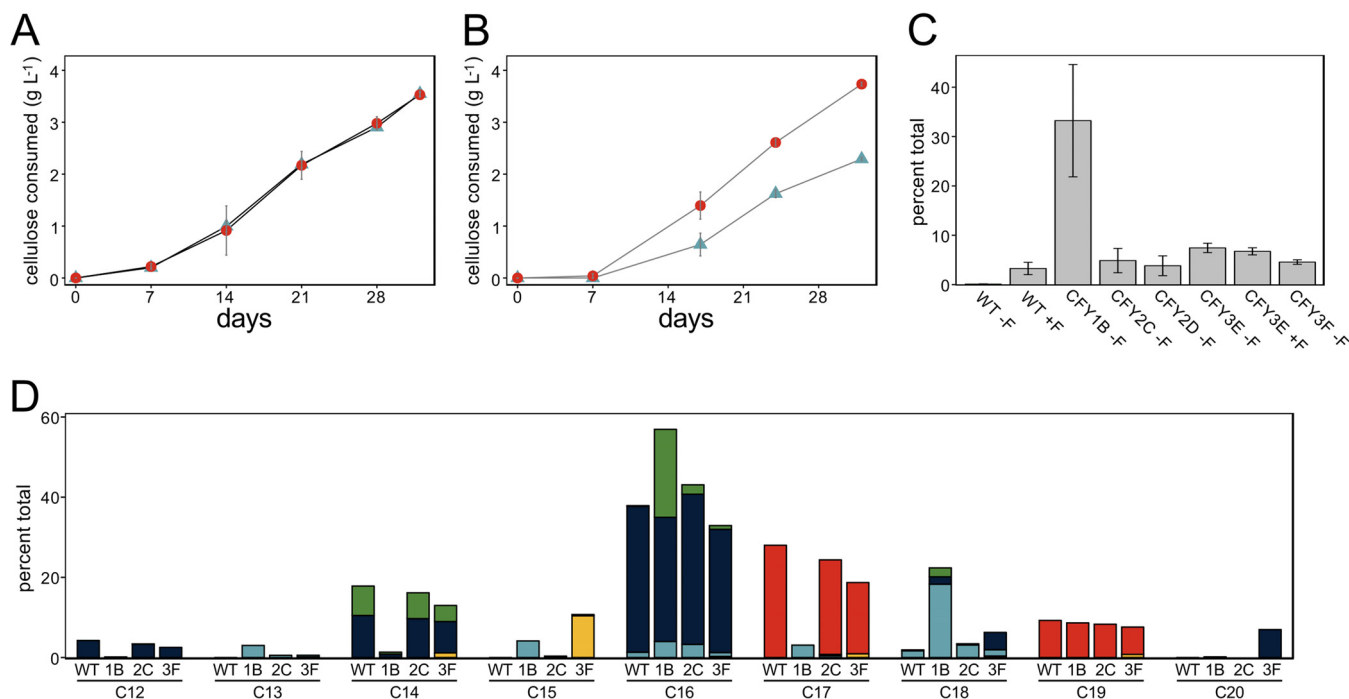 A
cellulose consumed (g L-1)
4
3
2
1
0
0 7 14 21 28
days
B
cellulose consumed (g L-1)
4
3
2
1
0
0 7 14 21 28
days
C
percent total
40
30
20
10
0
WT -F
WT +F
CFY1B -F
CFY2C -F
CFY2D -F
CFY3E -F
CFY3E +F
CFY3F -F
D
percent total
60
40
20
0
WT 1B 2C 3F WT 1B 2C 3F WT 1B 2C 3F WT 1B 2C 3F WT 1B 2C 3F WT 1B 2C 3F WT 1B 2C 3F WT 1B 2C 3F WT 1B 2C 3F
C12 C13 C14 C15 C16 C17 C18 C19 C20